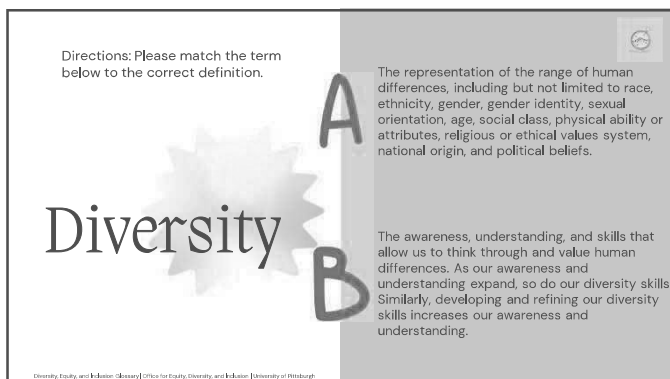 Directions: Please match the term
below to the correct definition.
Diversity
A
The representation of the range of human
differences, including but not limited to race,
ethnicity, gender, gender identity, sexual
orientation, age, social class, physical ability or
attributes, religious or ethical values system,
national origin, and political beliefs.
B
The awareness, understanding, and skills that
allow us to think through and value human
differences. As our awareness and
understanding expand, so do our diversity skills
Similarly, developing and refining our diversity
skills increases our awareness and
understanding.
Diversity, Equity, and Inclusion Glossary | Office for Equity, Diversity, and Inclusion | University of Pittsburgh